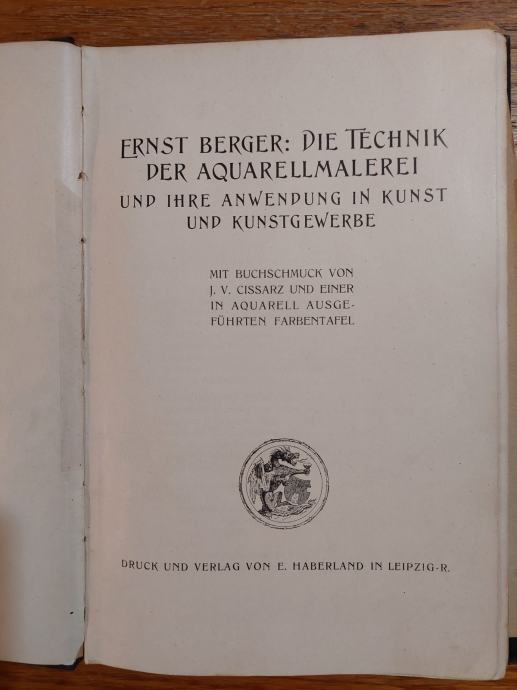 ERNST BERGER: DIE TECHNIK
DER AQUARELLMALEREI
UND IHRE ANWENDUNG IN KUNST
UND KUNSTGEWERBE
MIT BUCHSCHMUCK VON
J. V. CISSARZ UND EINER
IN AQUARELL AUSGE-
FÜHRTEN FARBENTAFEL
DRUCK UND VERLAG VON E. HABERLAND IN LEIPZIG-R.